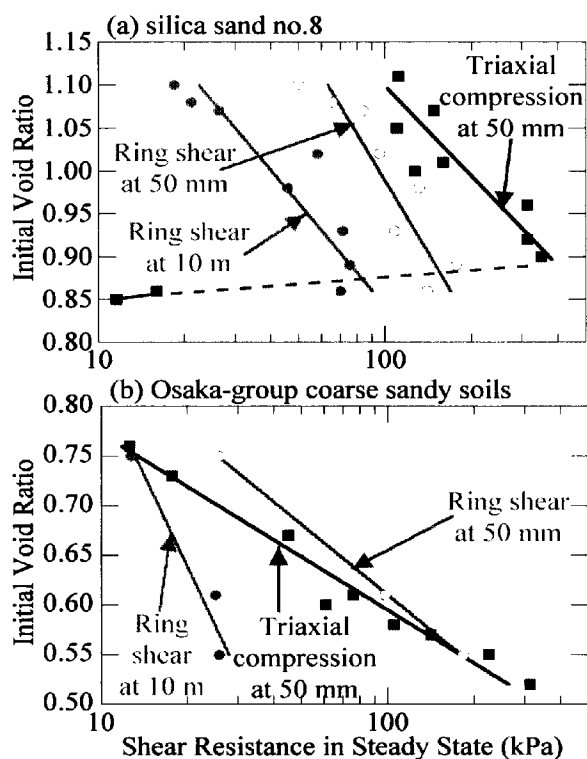 (a) silica sand no.8
1.15
1.10
1.05
1.00
0.95
0.90
0.85
0.80
Initial Void Ratio
Triaxial
compression
at 50 mm
Ring shear
at 50 mm
Ring shear
at 10 m
10
100
(b) Osaka-group coarse sandy soils
0.80
0.75
0.70
0.65
0.60
0.55
0.50
Initial Void Ratio
Ring shear
at 50 mm
Ring
shear
at 10 m
Triaxial
compression
at 50 mm
10
100
Shear Resistance in Steady State (kPa)